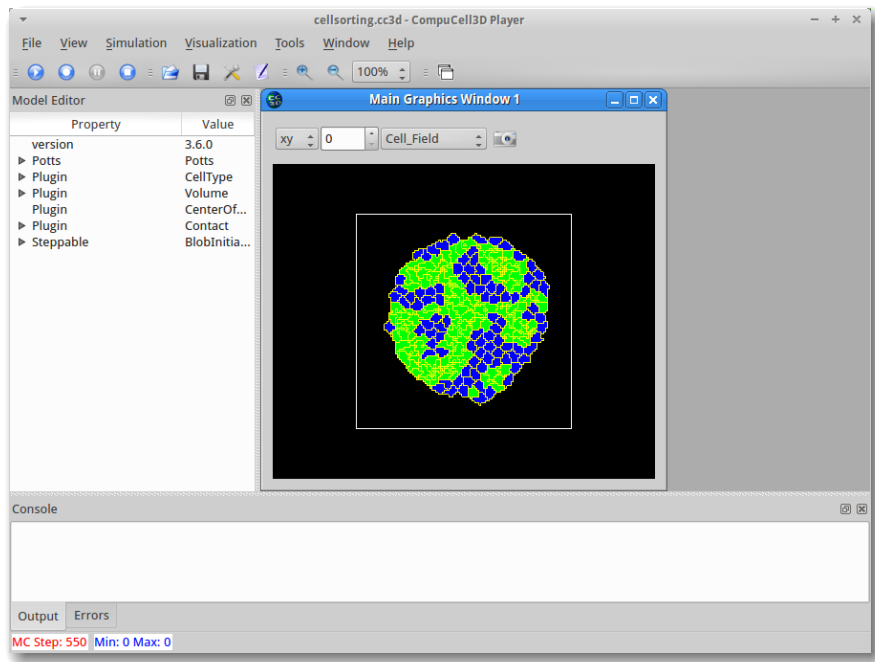 cellsorting.cc3d - CompuCell3D Player
File View Simulation Visualization Tools Window Help
100%
Model Editor
Main Graphics Window 1
Property Value
xy 0 Cell_Field
version 3.6.0
Potts Potts
Plugin CellType
Plugin Volume
Plugin CenterOf...
Plugin Contact
Steppable BlobInitia...
Console
Output Errors
MC Step: 550 Min: 0 Max: 0